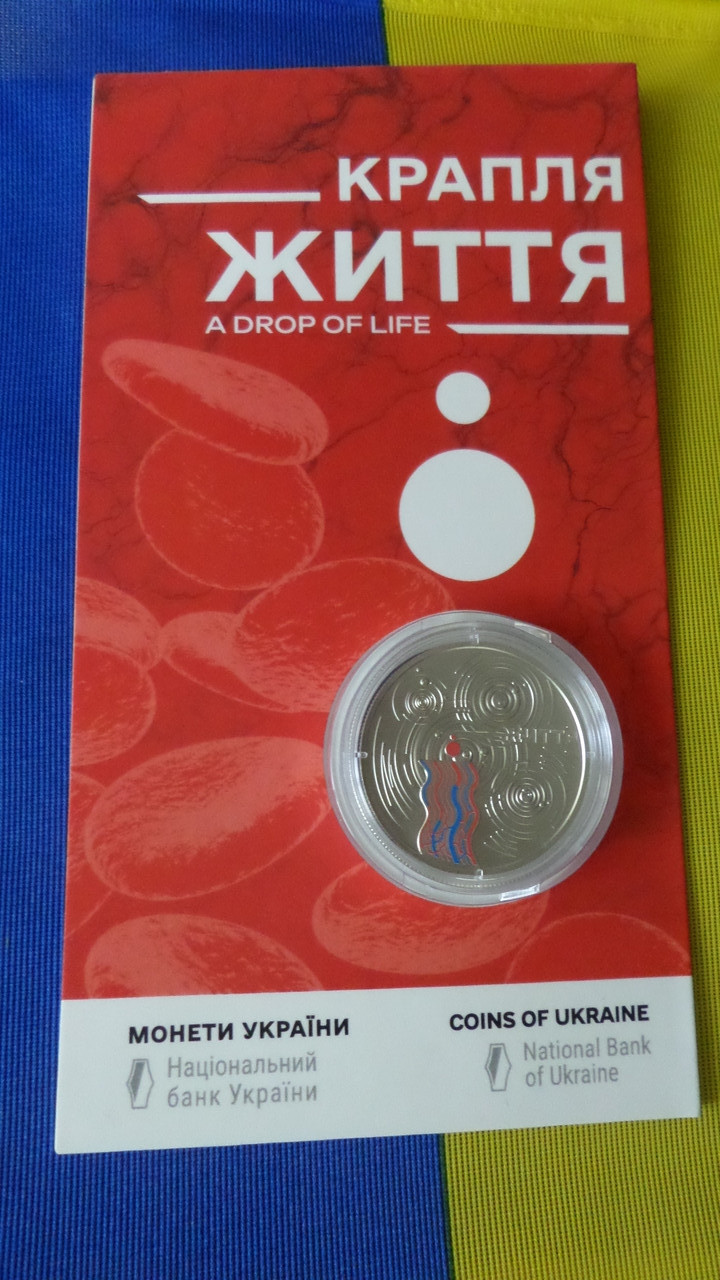 КРАПЛЯ
ЖИТТЯ
A DROP OF LIFE
МОНЕТИ УКРАЇНИ
Національний
банк України
COINS OF UKRAINE
National Bank
of Ukraine